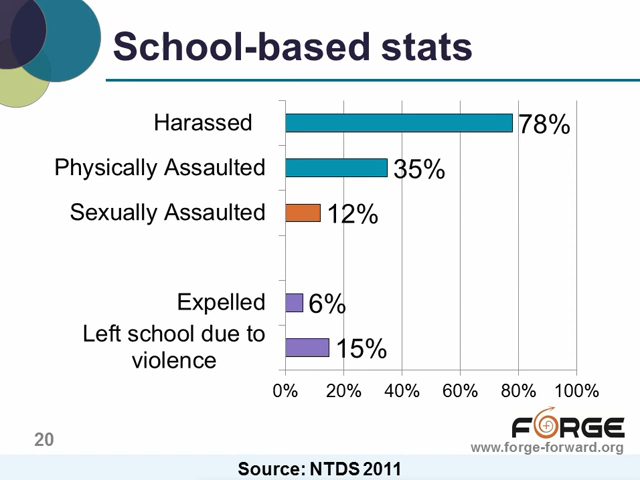 School-based stats
Harassed 78%
Physically Assaulted 35%
Sexually Assaulted 12%
Expelled 6%
Left school due to
violence 15%
0% 20% 40% 60% 80% 100%
FORGE
20
www.forge-forward.org
Source: NTDS 2011